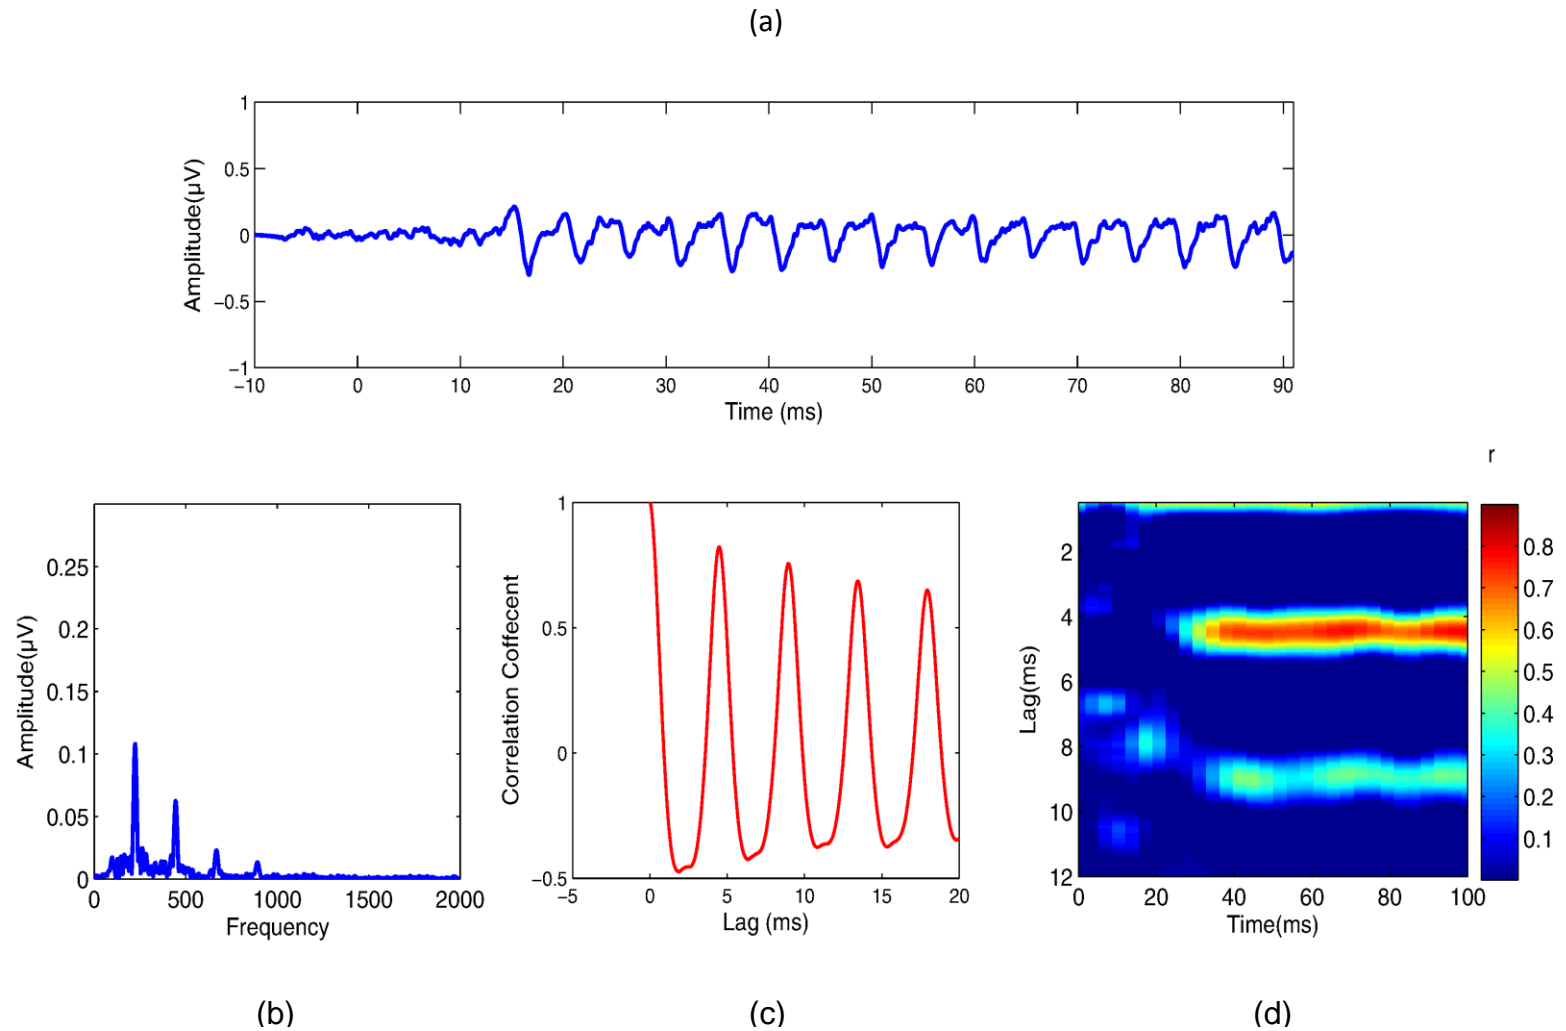 (a)
1
0.5
0
−0.5
−1
Amplitude(µV)
−10 0 10 20 30 40 50 60 70 80 90
Time (ms)
0.25
0.2
0.15
0.1
0.05
0
Amplitude(µV)
0 500 1000 1500 2000
Frequency
1
0.5
0
−0.5
Correlation Coffecent
−5 0 5 10 15 20
Lag (ms)
2
4
6
8
10
12
Lag(ms)
0 20 40 60 80 100
Time(ms)
r
0.8
0.7
0.6
0.5
0.4
0.3
0.2
0.1
(b) (c) (d)